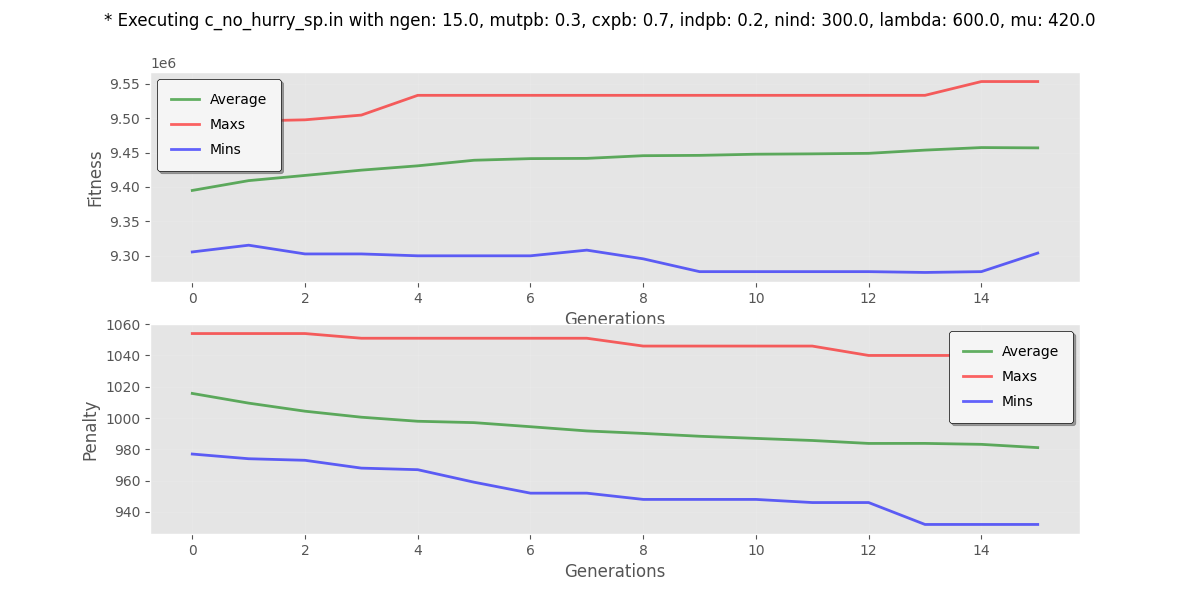 * Executing c_no_hurry_sp.in with ngen: 15.0, mutpb: 0.3, cxpb: 0.7, indpb: 0.2, nind: 300.0, lambda: 600.0, mu: 420.0
1e6
9.55
9.50
9.45
9.40
9.35
9.30
Fitness
Average
Maxs
Mins
0 2 4 6 8 10 12 14
Generations
1060
1040
1020
1000
980
960
940
Penalty
Average
Maxs
Mins
0 2 4 6 8 10 12 14
Generations